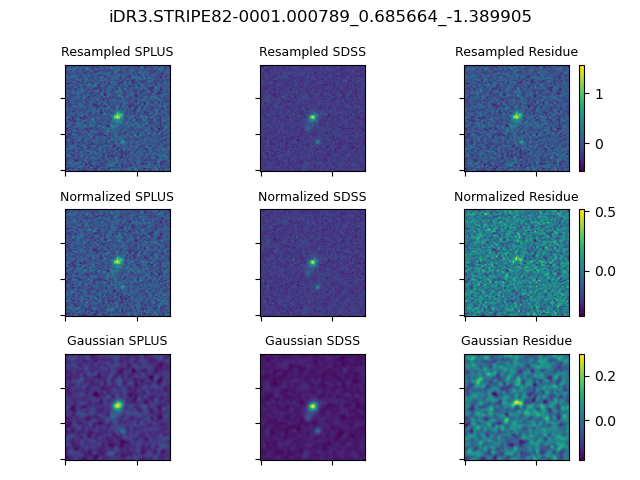 iDR3.STRIPE82-0001.000789_0.685664_-1.389905
Resampled SPLUS
Resampled SDSS
Resampled Residue
1
0
Normalized SPLUS
Normalized SDSS
Normalized Residue
0.5
0.0
Gaussian SPLUS
Gaussian SDSS
Gaussian Residue
0.2
0.0